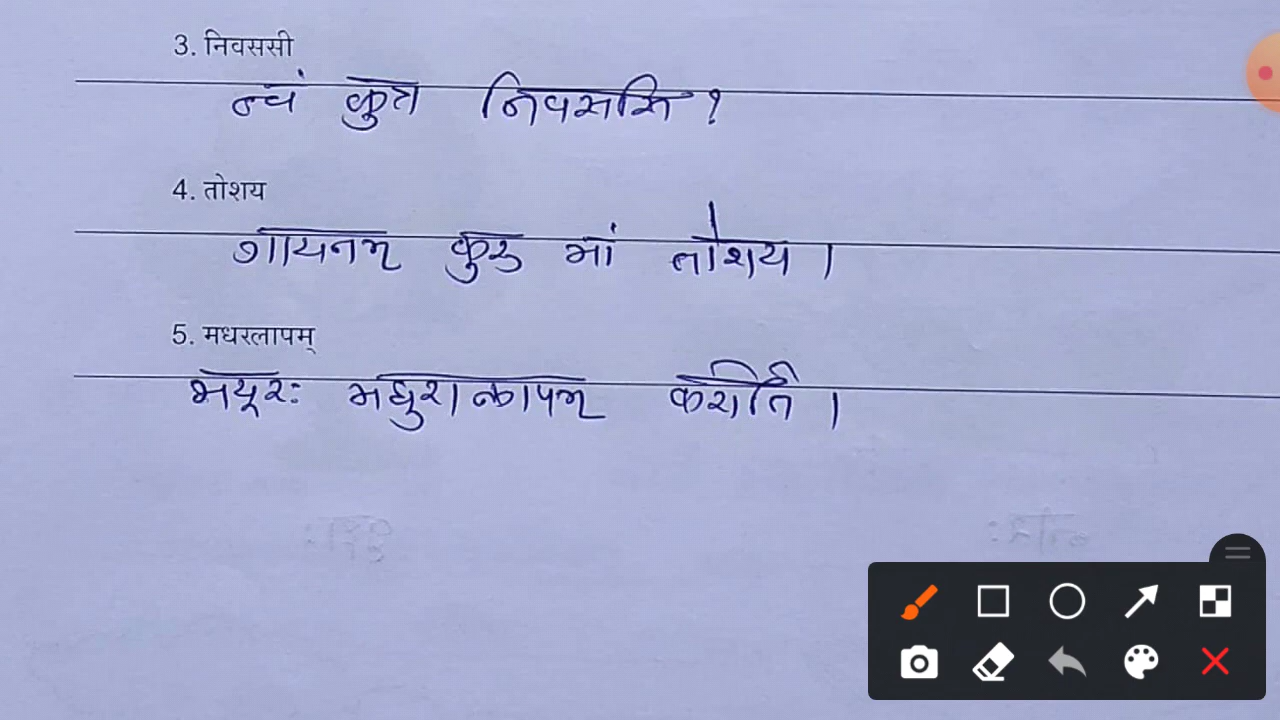 3. निवससी
त्वं कुत्र निवससि ?
4. तोशय
गायनम् कुरु मां तोशय ।
5. मधरलापम्
मयूरः मधुरालापम् करोति ।